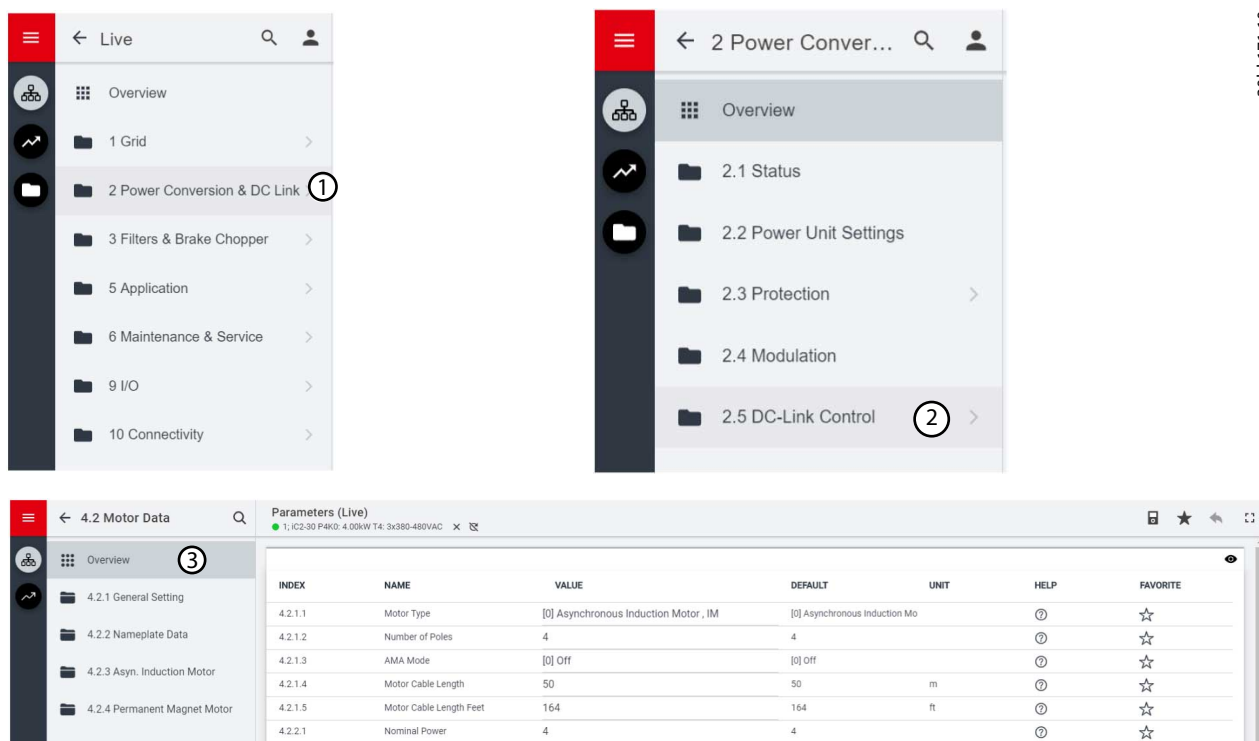 Live
Overview
1 Grid
2 Power Conversion & DC Link
1
3 Filters & Brake Chopper
5 Application
6 Maintenance & Service
9 I/O
10 Connectivity
2 Power Conver...
Overview
2.1 Status
2.2 Power Unit Settings
2.3 Protection
2.4 Modulation
2.5 DC-Link Control 2
4.2 Motor Data
Overview 3
4.2.1 General Setting
4.2.2 Nameplate Data
4.2.3 Asyn. Induction Motor
4.2.4 Permanent Magnet Motor
Parameters (Live)
1; iC2-30 P4K0: 4.00kW T4: 3x380-480VAC
INDEX NAME VALUE DEFAULT UNIT HELP FAVORITE
4.2.1.1 Motor Type [0] Asynchronous Induction Motor , IM [0] Asynchronous Induction Mo
4.2.1.2 Number of Poles 4 4
4.2.1.3 AMA Mode [0] Off [0] Off
4.2.1.4 Motor Cable Length 50 50 m
4.2.1.5 Motor Cable Length Feet 164 164 ft
4.2.2.1 Nominal Power 4 4